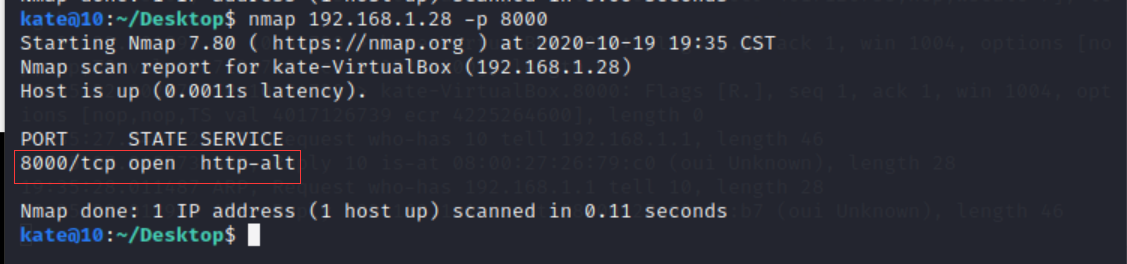 kate@10:~/Desktop$ nmap 192.168.1.28 -p 8000
Starting Nmap 7.80 ( https://nmap.org ) at 2020-10-19 19:35 CST
Nmap scan report for kate-VirtualBox (192.168.1.28)
Host is up (0.0011s latency).
PORT     STATE SERVICE
8000/tcp open  http-alt
Nmap done: 1 IP address (1 host up) scanned in 0.11 seconds
kate@10:~/Desktop$